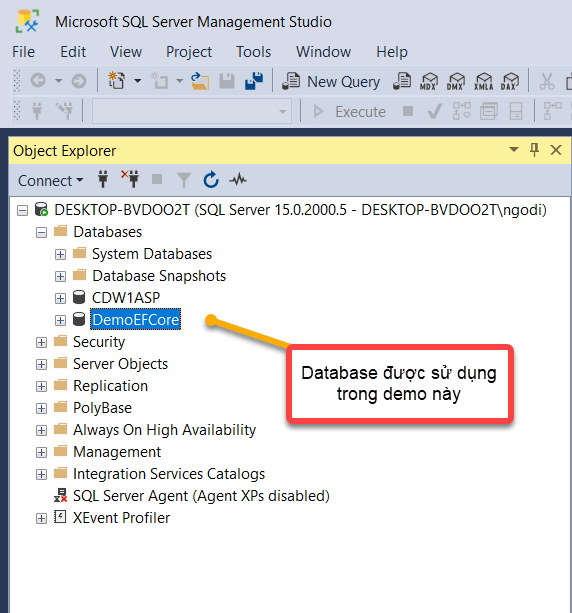 Microsoft SQL Server Management Studio
File Edit View Project Tools Window Help
New Query MDX DMX XMLA DAX
Execute
Object Explorer
Connect
DESKTOP-BVDOO2T (SQL Server 15.0.2000.5 - DESKTOP-BVDOO2T\ngodi)
Databases
System Databases
Database Snapshots
CDW1ASP
DemoEFCore
Security
Server Objects
Replication
PolyBase
Always On High Availability
Management
Integration Services Catalogs
SQL Server Agent (Agent XPs disabled)
XEvent Profiler
Database được sử dụng
trong demo này